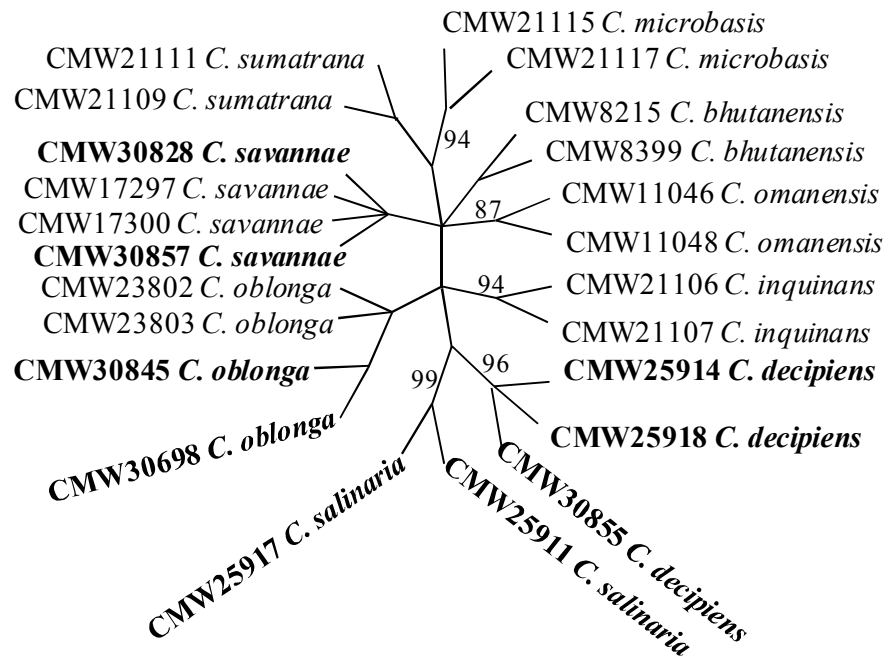 CMW21115 C. microbasis
CMW21111 C. sumatrana
CMW21117 C. microbasis
CMW21109 C. sumatrana
CMW8215 C. bhutanensis
94
CMW30828 C. savannae
CMW8399 C. bhutanensis
CMW17297 C. savannae
CMW11046 C. omanensis
87
CMW17300 C. savannae
CMW11048 C. omanensis
CMW30857 C. savannae
CMW23802 C. oblonga
94
CMW21106 C. inquinans
CMW23803 C. oblonga
CMW21107 C. inquinans
CMW30845 C. oblonga
99
96
CMW25914 C. decipiens
CMW30698 C. oblonga
CMW25918 C. decipiens
CMW25917 C. salinaria
CMW25911 C. salinaria
CMW30855 C. decipiens